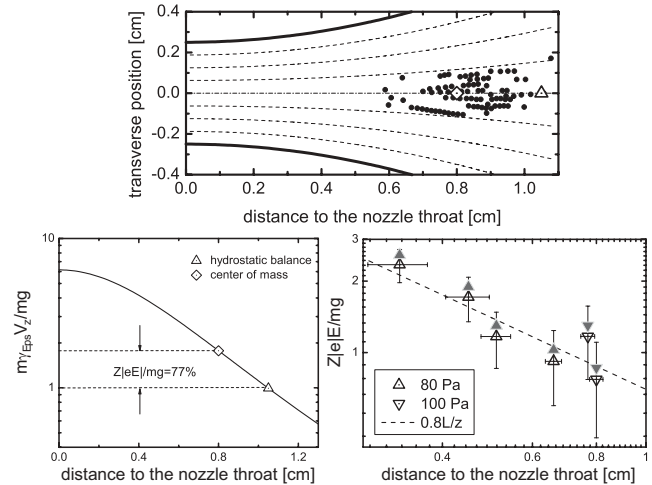 0.4
0.2
0.0
-0.2
-0.4
transverse position [cm]
0.0 0.2 0.4 0.6 0.8 1.0
distance to the nozzle throat [cm]
10
1
mγEpsVz/mg
hydrostatic balance
center of mass
Z|eE|/mg=77%
0.0 0.4 0.8 1.2
distance to the nozzle throat [cm]
3
2
1
Z|e|E/mg
80 Pa
100 Pa
0.8L/z
0.4 0.6 0.8 1
distance to the nozzle throat [cm]